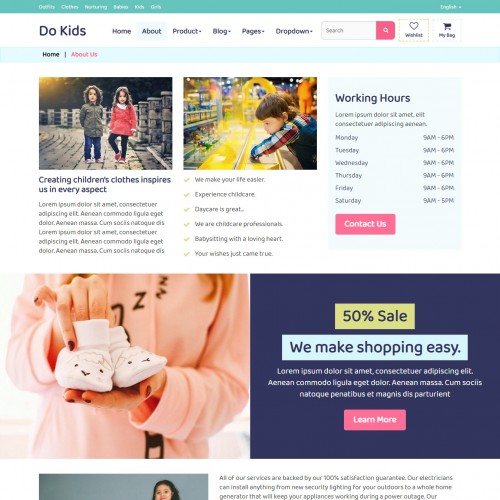 Outfits Clothes Nurturing Babies Kids Girls English
Do Kids
Home About Product Blog Pages Dropdown
Search
Wishlist
My Bag
Home | About Us
Creating children's clothes inspires
us in every aspect
Lorem ipsum dolor sit amet, consectetuer
adipiscing elit. Aenean commodo ligula eget
dolor. Aenean massa. Cum sociis natoque dis
Lorem ipsum dolor sit amet, consectetuer
adipiscing elit. Aenean commodo ligula eget
dolor. Aenean massa. Cum sociis natoque dis
We make your life easier.
Experience childcare.
Daycare is great...
We are childcare professionals.
Babysitting with a loving heart.
Your wishes just came true.
Working Hours
Lorem ipsum dolor sit amet, elit
consectetuer adipiscing aenean.
Monday 9AM - 6PM
Tuesday 9AM - 6PM
Wednesday 9AM - 6PM
Thursday 9AM - 6PM
Friday 9AM - 6PM
Saturday 9AM - 5PM
Contact Us
50% Sale
We make shopping easy.
Lorem ipsum dolor sit amet, consectetuer adipiscing elit.
Aenean commodo ligula eget dolor. Aenean massa. Cum sociis
natoque penatibus et magnis dis parturient
Learn More
All of our services are backed by our 100% satisfaction guarantee. Our electricians
can install anything from new security lighting for your outdoors to a whole home
generator that will keep your appliances working during a power outage. Our